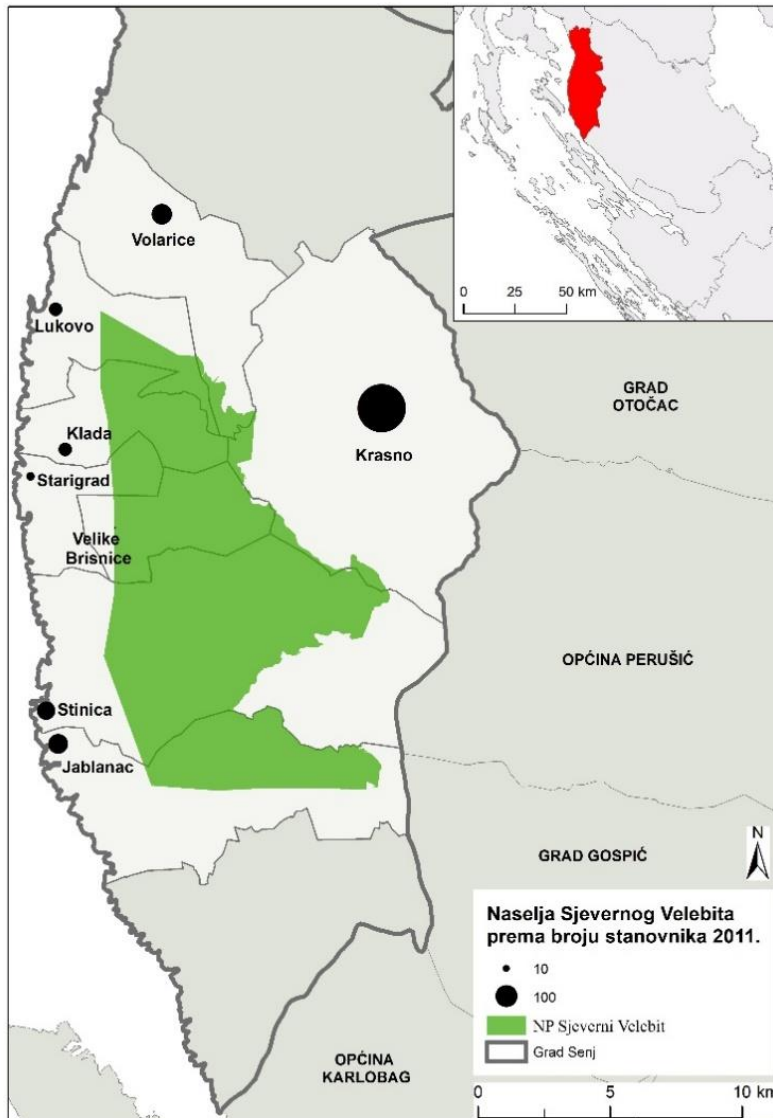 0 25 50 km
Volarice
Lukovo
Klada
Starigrad
Velike
Brisnice
Krasno
Stinica
Jablanac
GRAD
OTOČAC
OPĆINA PERUŠIĆ
GRAD GOSPIĆ
OPĆINA
KARLOBAG
N
Naselja Sjevernog Velebita
prema broju stanovnika 2011.
10
100
NP Sjeverni Velebit
Grad Senj
0 5 10 km